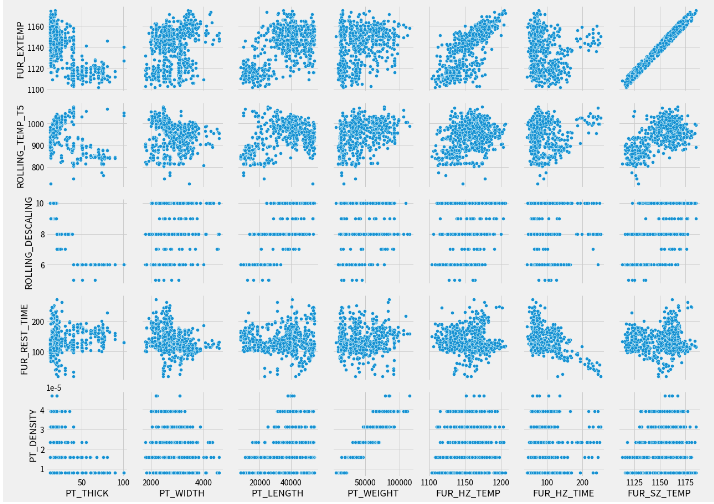 FUR_EXTEMP
1160
1140
1120
1100
ROLLING_TEMP_T5
1000
900
800
ROLLING_DESCALING
10
8
6
FUR_REST_TIME
200
100
1e-5
PT_DENSITY
4
3
2
1
50 100 2000 4000 20000 40000 50000 100000 1100 1150 1200 100 200 1125 1150 1175
PT_THICK PT_WIDTH PT_LENGTH PT_WEIGHT FUR_HZ_TEMP FUR_HZ_TIME FUR_SZ_TEMP